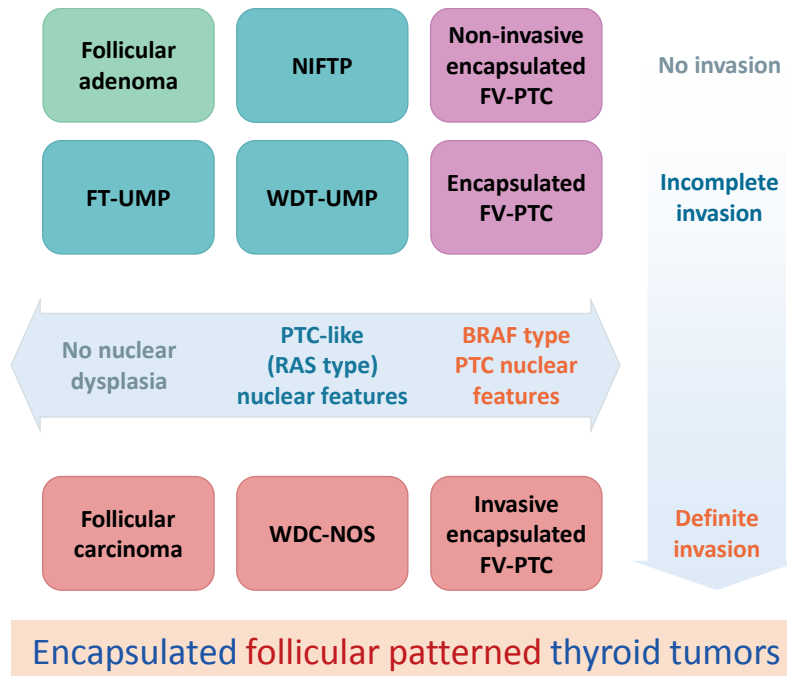 Follicular
adenoma
NIFTP
Non-invasive
encapsulated
FV-PTC
No invasion
FT-UMP
WDT-UMP
Encapsulated
FV-PTC
Incomplete
invasion
No nuclear
dysplasia
PTC-like
(RAS type)
nuclear features
BRAF type
PTC nuclear
features
Follicular
carcinoma
WDC-NOS
Invasive
encapsulated
FV-PTC
Definite
invasion
Encapsulated follicular patterned thyroid tumors